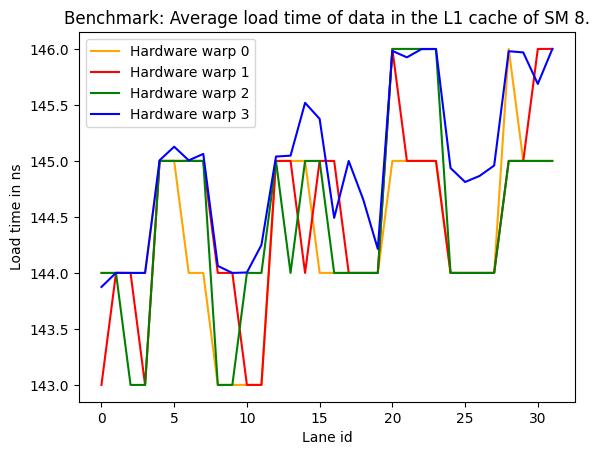 Benchmark: Average load time of data in the L1 cache of SM 8.
Hardware warp 0
Hardware warp 1
Hardware warp 2
Hardware warp 3
146.0
145.5
145.0
144.5
144.0
143.5
143.0
Load time in ns
0 5 10 15 20 25 30
Lane id